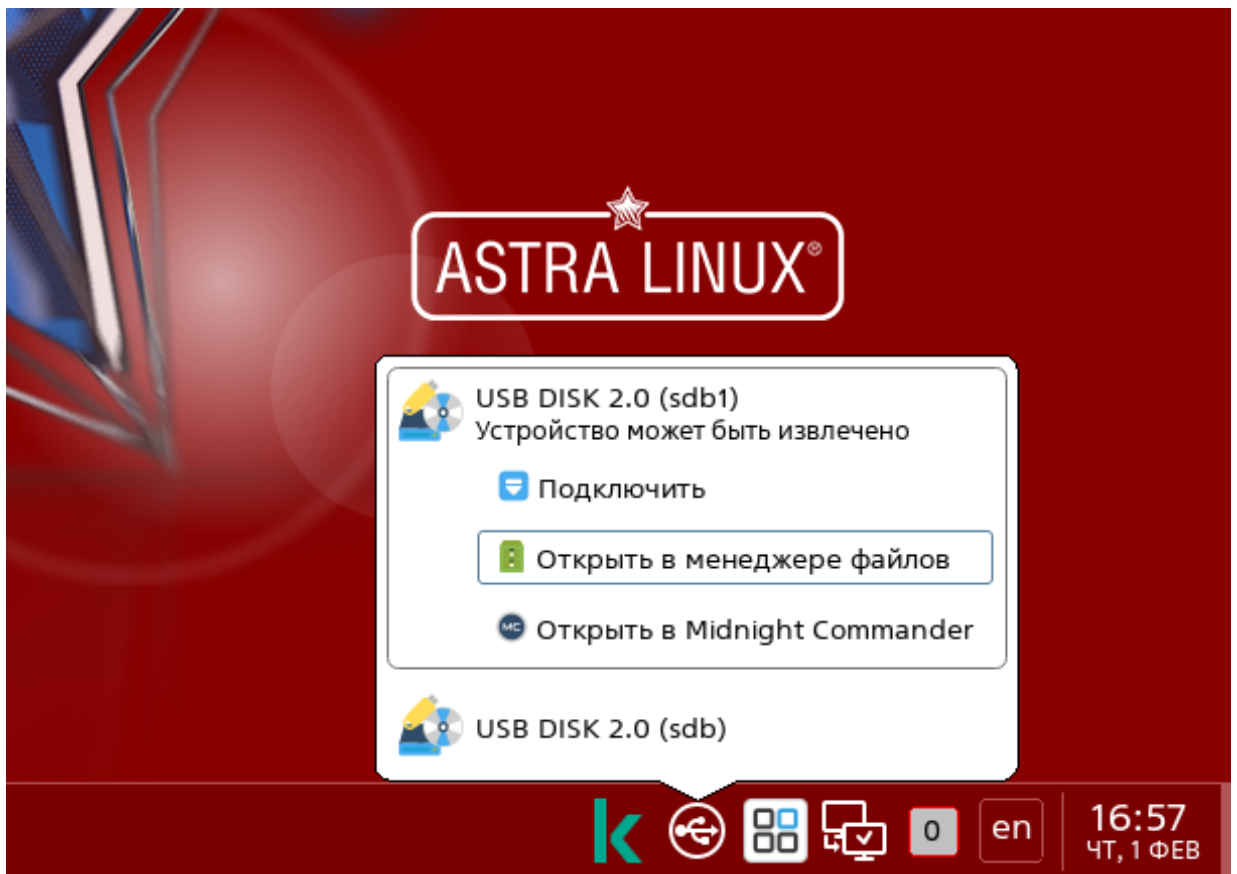 ASTRA LINUX®
USB DISK 2.0 (sdb1)
Устройство может быть извлечено
Подключить
Открыть в менеджере файлов
MC Открыть в Midnight Commander
USB DISK 2.0 (sdb)
k
0
en
16:57
ЧТ, 1 ФЕВ